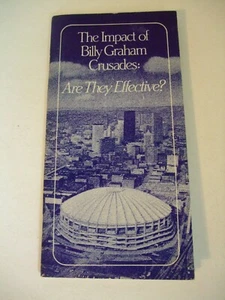 The Impact of
Billy Graham
Crusades:
Are They Effective?